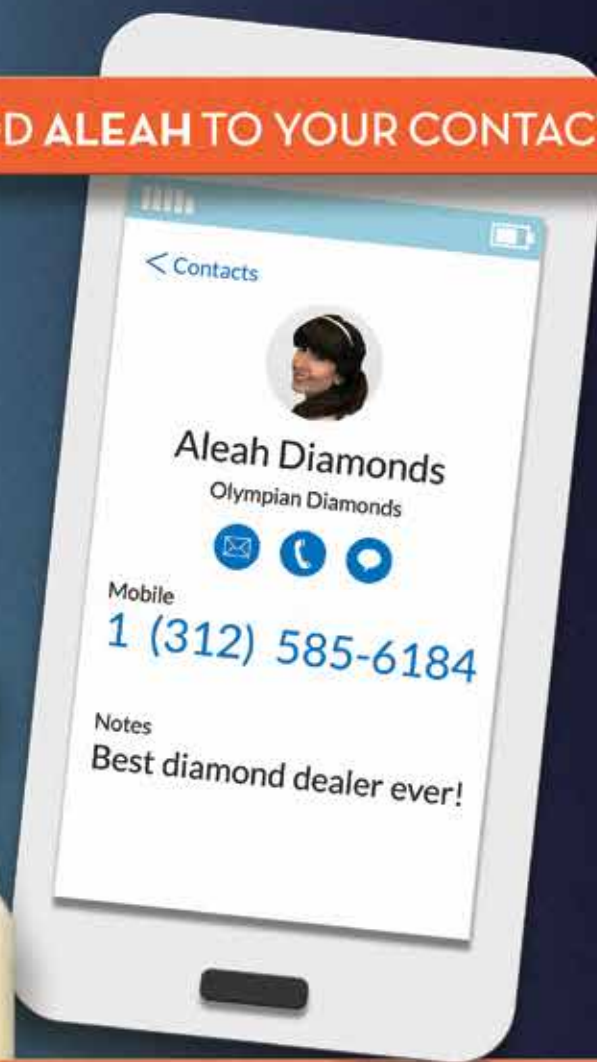 D ALEAH TO YOUR CONTAC
< Contacts
Aleah Diamonds
Olympian Diamonds
Mobile
1 (312) 585-6184
Notes
Best diamond dealer ever!